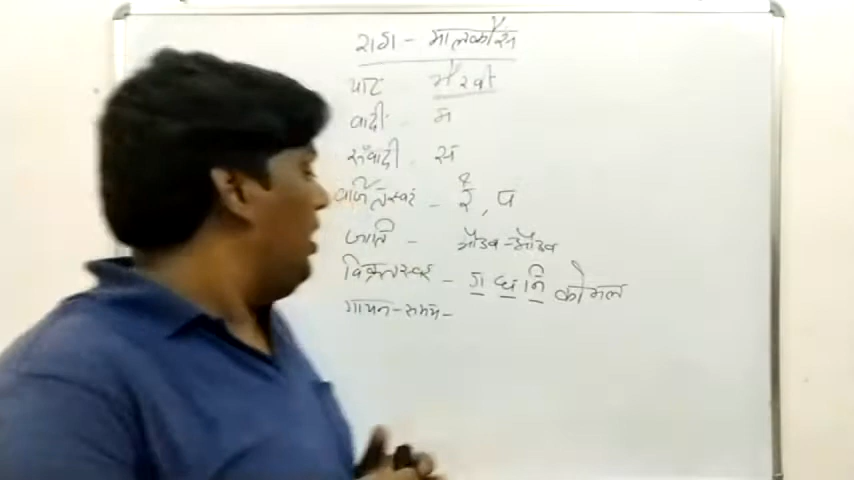 राग - मालकौंस
थाट भैरवी
वादी - म
संवादी - स
वर्जित स्वर - रे, प
जाति - औडव - औडव
विकृत स्वर - ग॒ ध॒ नि॒ कोमल
गायन - समय -